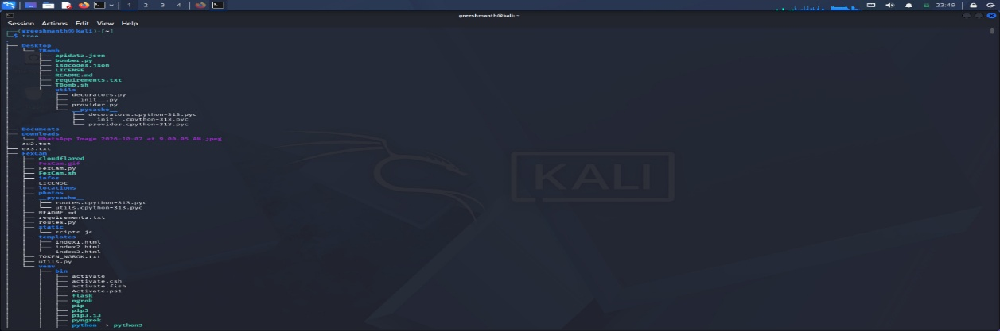 1 2 3 4
23:49
greeshmanth@kali: ~
Session Actions Edit View Help
┌──(greeshmanth㉿kali)-[~]
└─$ tree
.
├── Desktop
│   └── TBomb
│       ├── apidata.json
│       ├── bomber.py
│       ├── isdcodes.json
│       ├── LICENSE
│       ├── README.md
│       ├── requirements.txt
│       ├── TBomb.sh
│       └── utils
│           ├── decorators.py
│           ├── __init__.py
│           ├── provider.py
│           └── __pycache__
│               ├── decorators.cpython-313.pyc
│               ├── __init__.cpython-313.pyc
│               └── provider.cpython-313.pyc
├── Documents
├── Downloads
│   └── WhatsApp Image 2026-10-07 at 9.00.05 AM.jpeg
├── ex2.txt
├── ex3.txt
├── FexCam
│   ├── cloudflared
│   ├── FexCam.gif
│   ├── FexCam.py
│   ├── FexCam.sh
│   ├── infos
│   ├── LICENSE
│   ├── locations
│   ├── photos
│   ├── __pycache__
│   │   ├── routes.cpython-313.pyc
│   │   └── utils.cpython-313.pyc
│   ├── README.md
│   ├── requirements.txt
│   ├── routes.py
│   ├── static
│   │   └── scipts.js
│   ├── templates
│   │   ├── index1.html
│   │   ├── index2.html
│   │   └── index3.html
│   ├── TOKEN_NGROK.txt
│   ├── utils.py
│   └── venv
│       ├── bin
│       │   ├── activate
│       │   ├── activate.csh
│       │   ├── activate.fish
│       │   ├── Activate.ps1
│       │   ├── flask
│       │   ├── ngrok
│       │   ├── pip
│       │   ├── pip3
│       │   ├── pip3.13
│       │   ├── pyngrok
│       │   ├── python -> python3
KALI